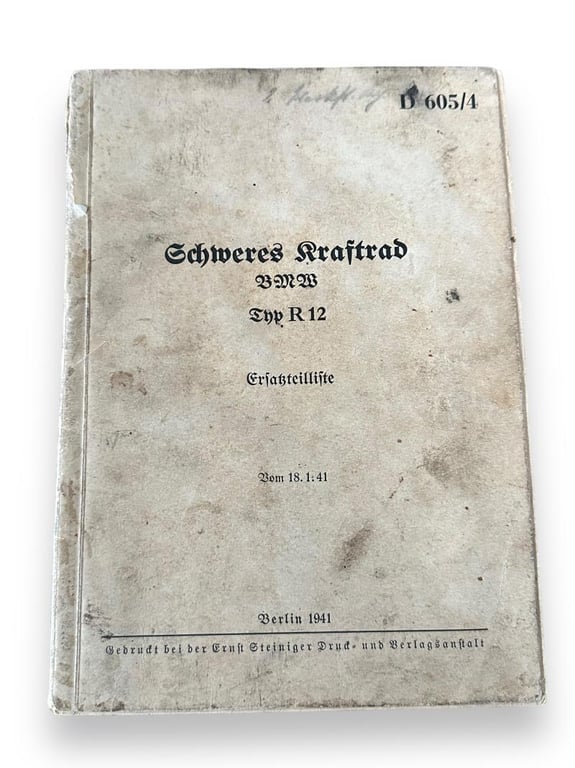 D 605/4
Schweres Kraftrad
BMW
Typ R 12
Ersatzteilliste
Vom 18. 1. 41
Berlin 1941
Gedruckt bei der Ernst Steiniger Druck- und Verlagsanstalt